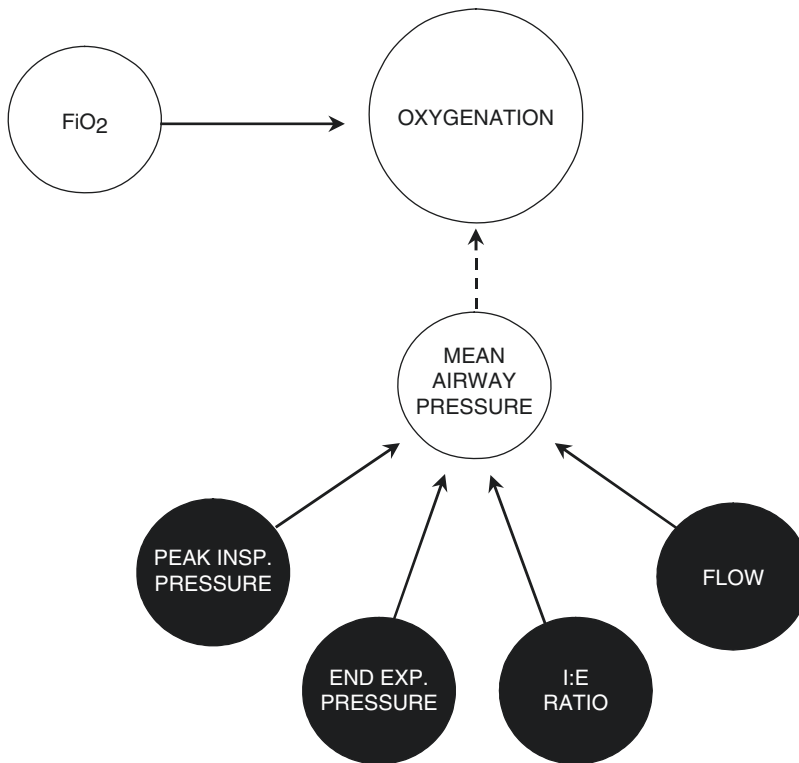 FiO2
OXYGENATION
MEAN
AIRWAY
PRESSURE
PEAK INSP.
PRESSURE
FLOW
END EXP.
PRESSURE
I:E
RATIO